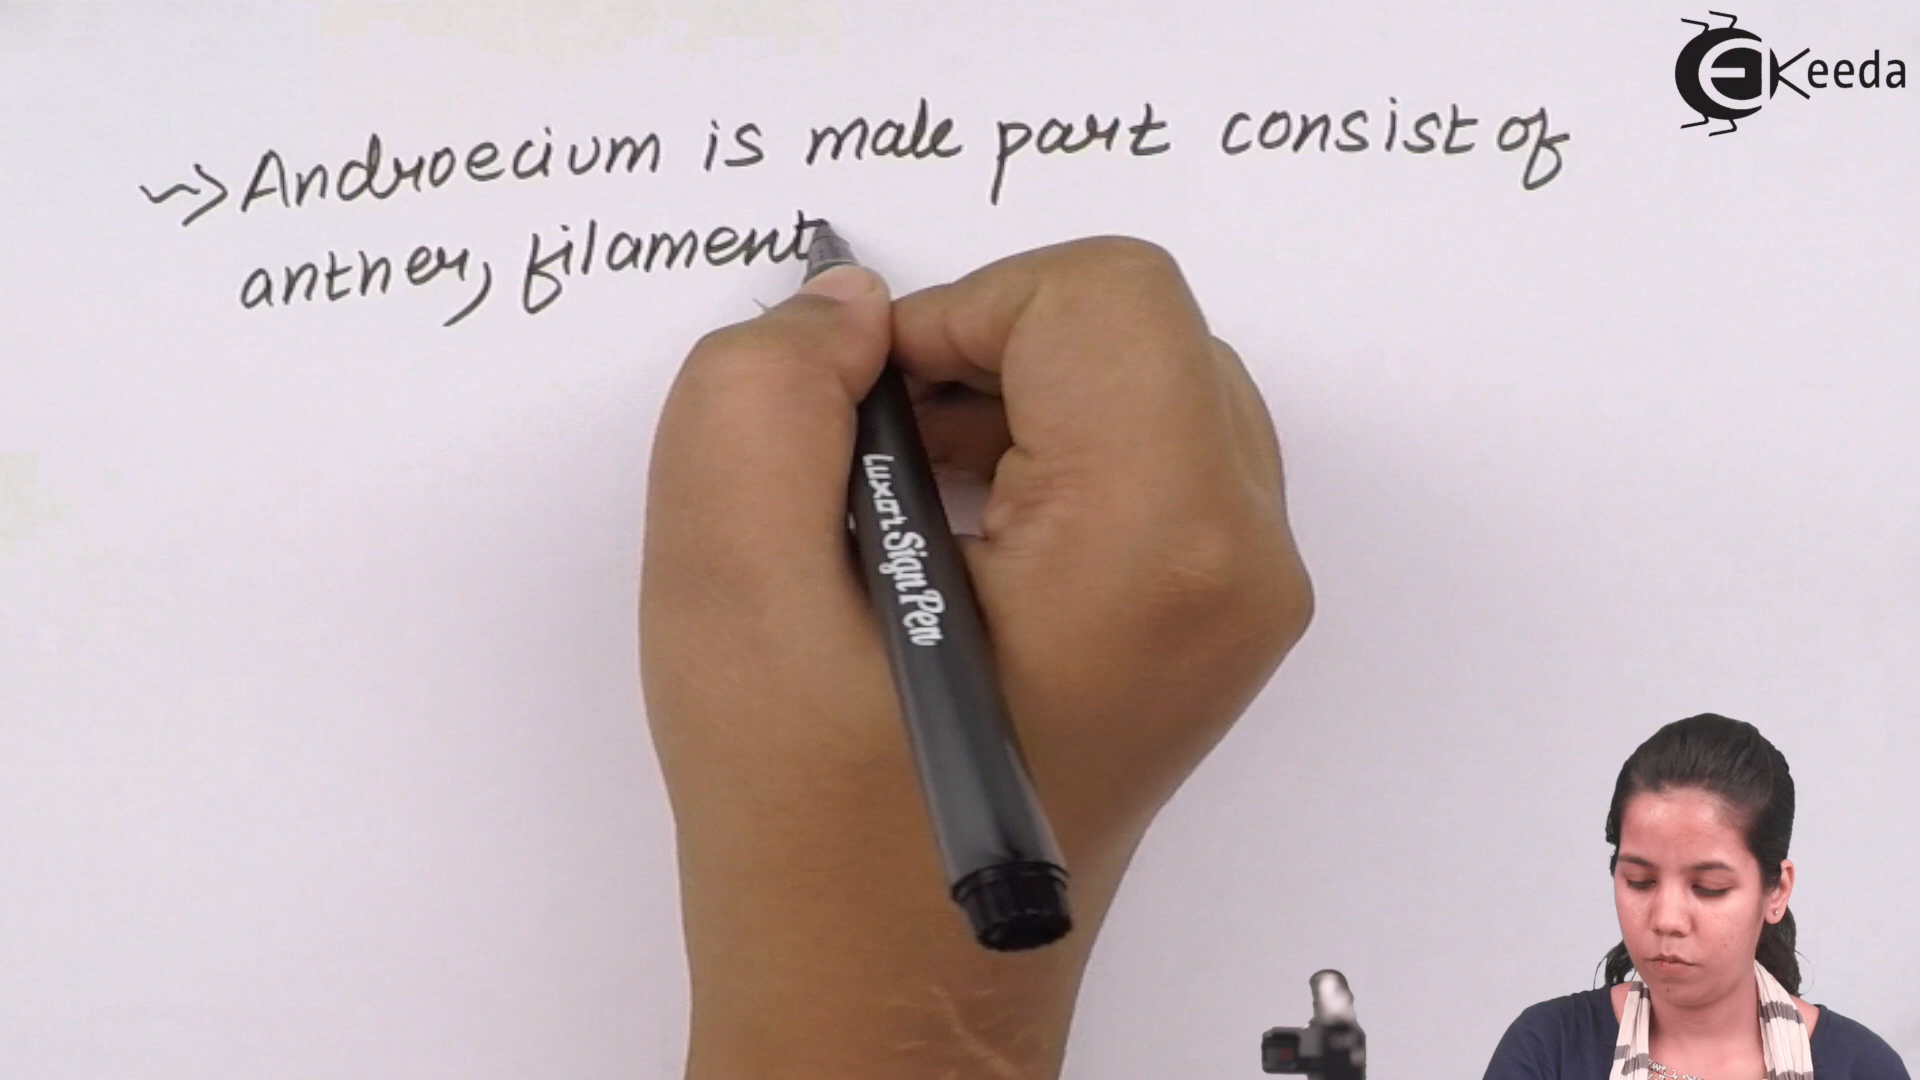 EKeeda
Androecium is male part consist of
anther, filament
Luxor Sign Pen